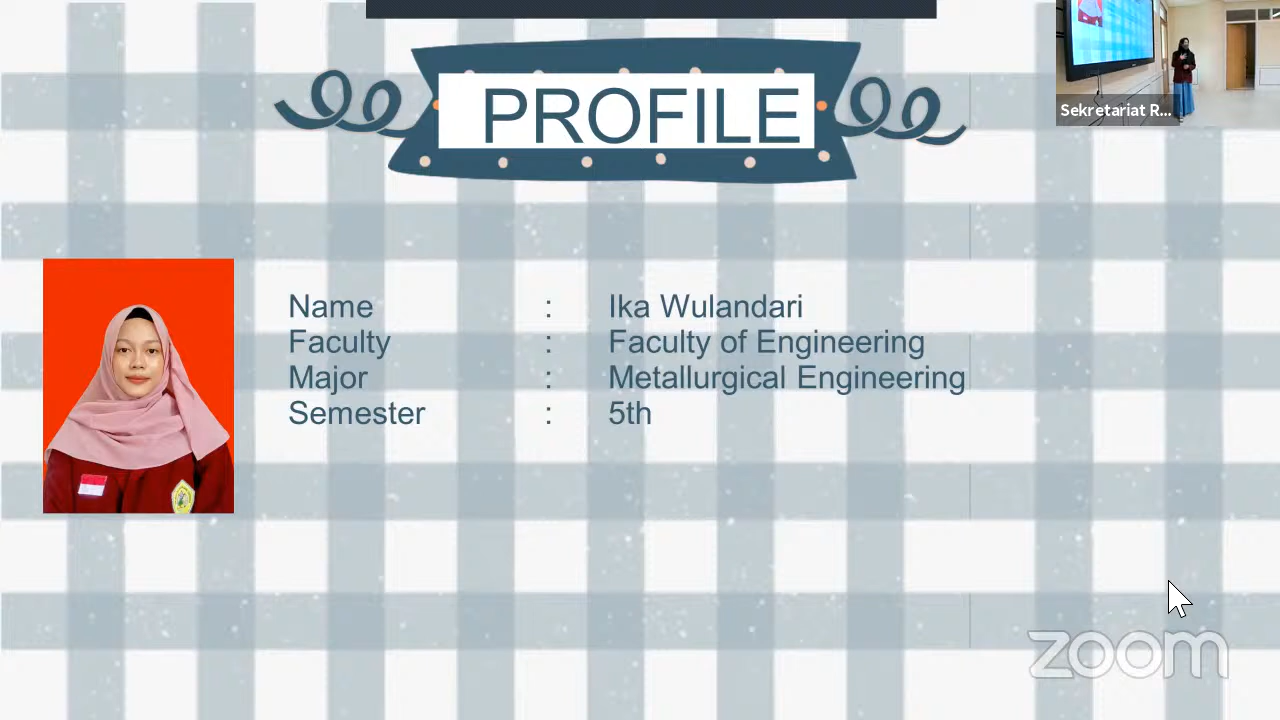 PROFILE
Sekretariat R...
Name : Ika Wulandari
Faculty : Faculty of Engineering
Major : Metallurgical Engineering
Semester : 5th
zoom